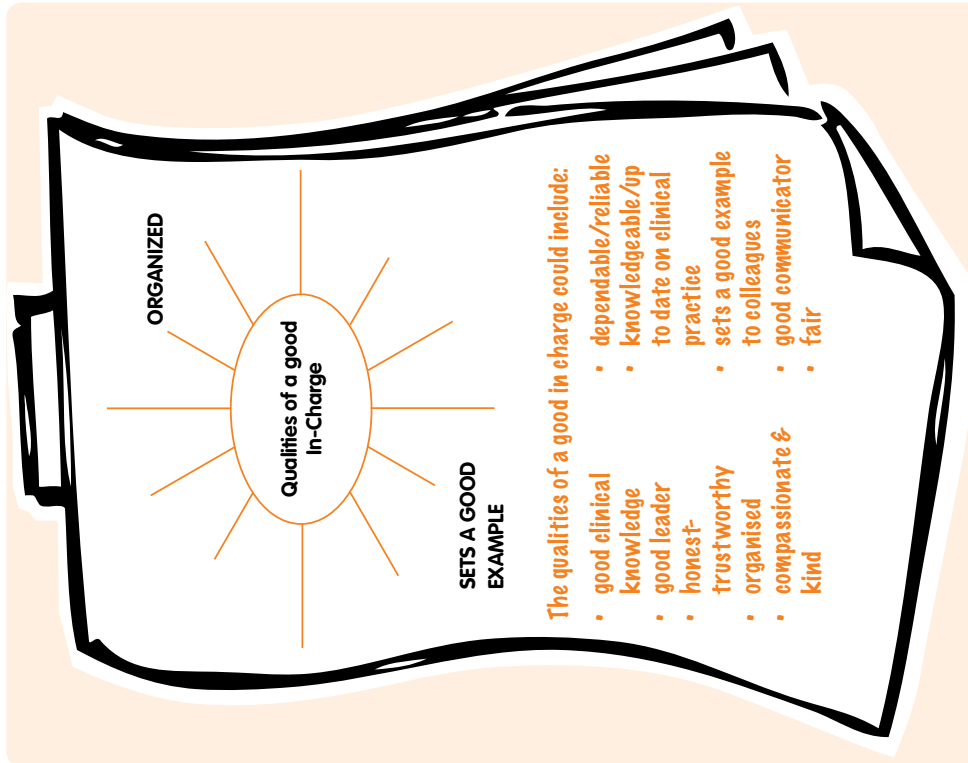 ORGANIZED
Qualities of a good
In-Charge
SETS A GOOD
EXAMPLE
The qualities of a good in charge could include:
• good clinical
knowledge
• good leader
• honest-
trustworthy
• organised
• compassionate &
kind
• dependable/reliable
• knowledgeable/up
to date on clinical
practice
• sets a good example
to colleagues
• good communicator
• fair